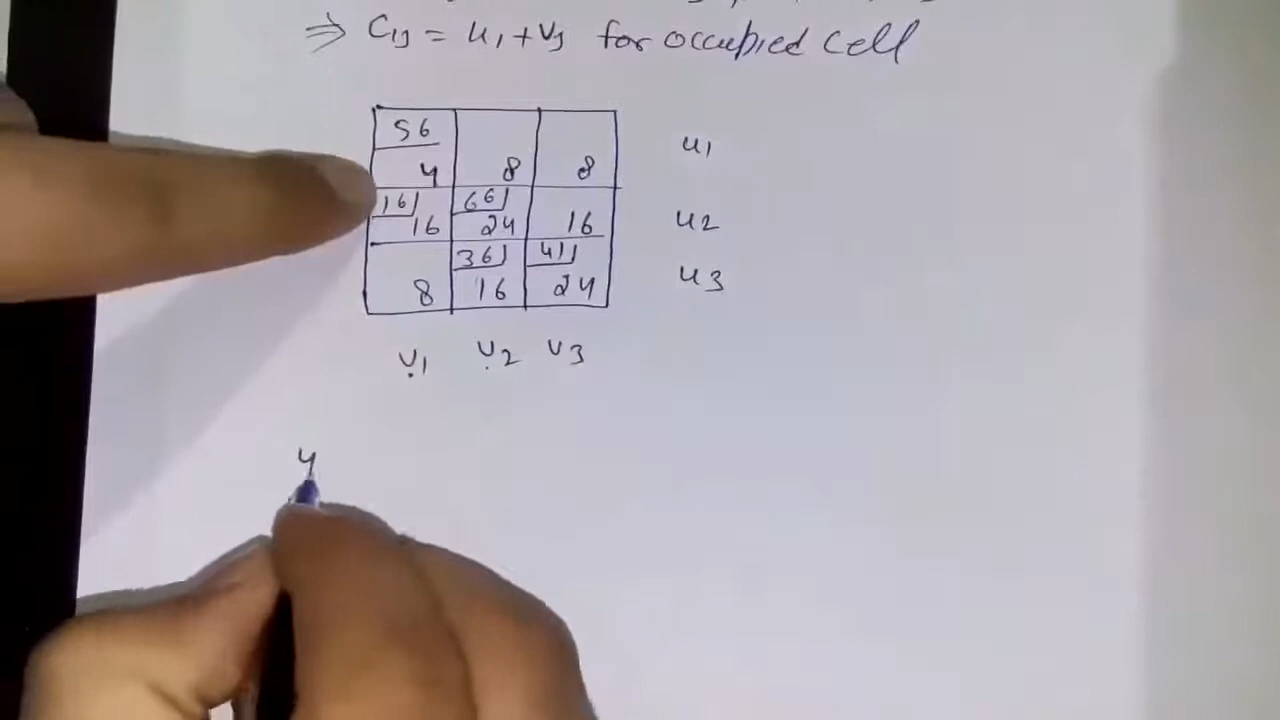 ⇒ Cij = ui + vj for occupied cell
56
4 8 8 u1
16 66
16 24 16 u2
36 41
8 16 24 u3
v1 v2 v3
4